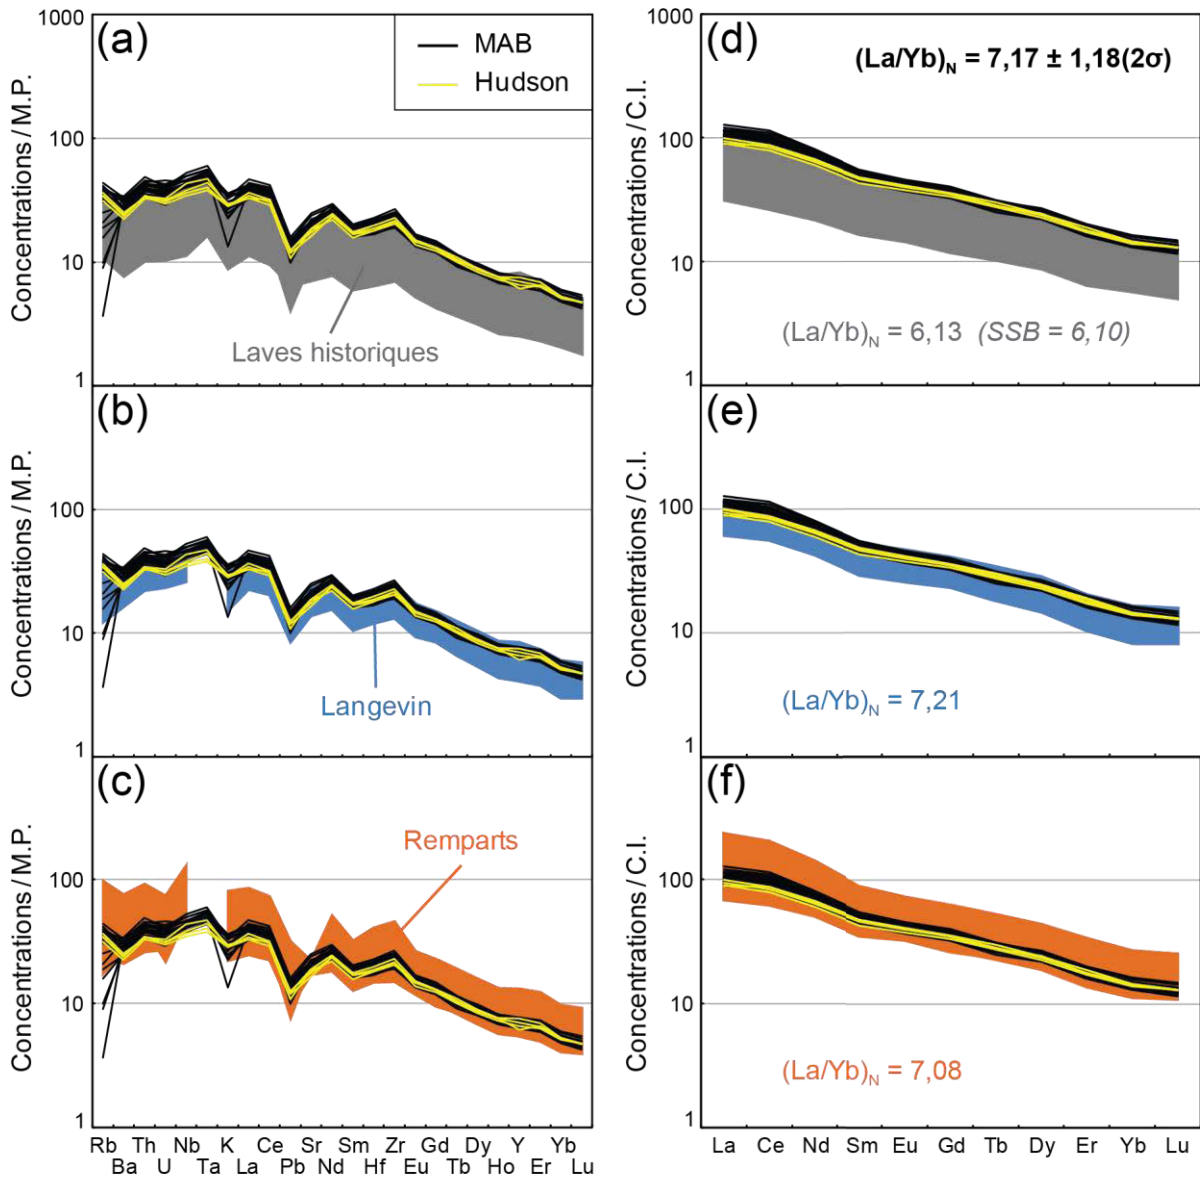 (a)
MAB
Hudson
Laves historiques
Concentrations / M.P.
1000
100
10
1
(b)
Langevin
Concentrations / M.P.
100
10
1
(c)
Remparts
Concentrations / M.P.
100
10
1
Rb Th Nb K Ce Sr Sm Zr Gd Dy Y Yb
Ba U Ta La Pb Nd Hf Eu Tb Ho Er Lu
(d)
(La/Yb)N = 7,17 ± 1,18(2σ)
(La/Yb)N = 6,13 (SSB = 6,10)
Concentrations / C.I.
1000
100
10
1
(e)
(La/Yb)N = 7,21
Concentrations / C.I.
100
10
1
(f)
(La/Yb)N = 7,08
Concentrations / C.I.
100
10
1
La Ce Nd Sm Eu Gd Tb Dy Er Yb Lu